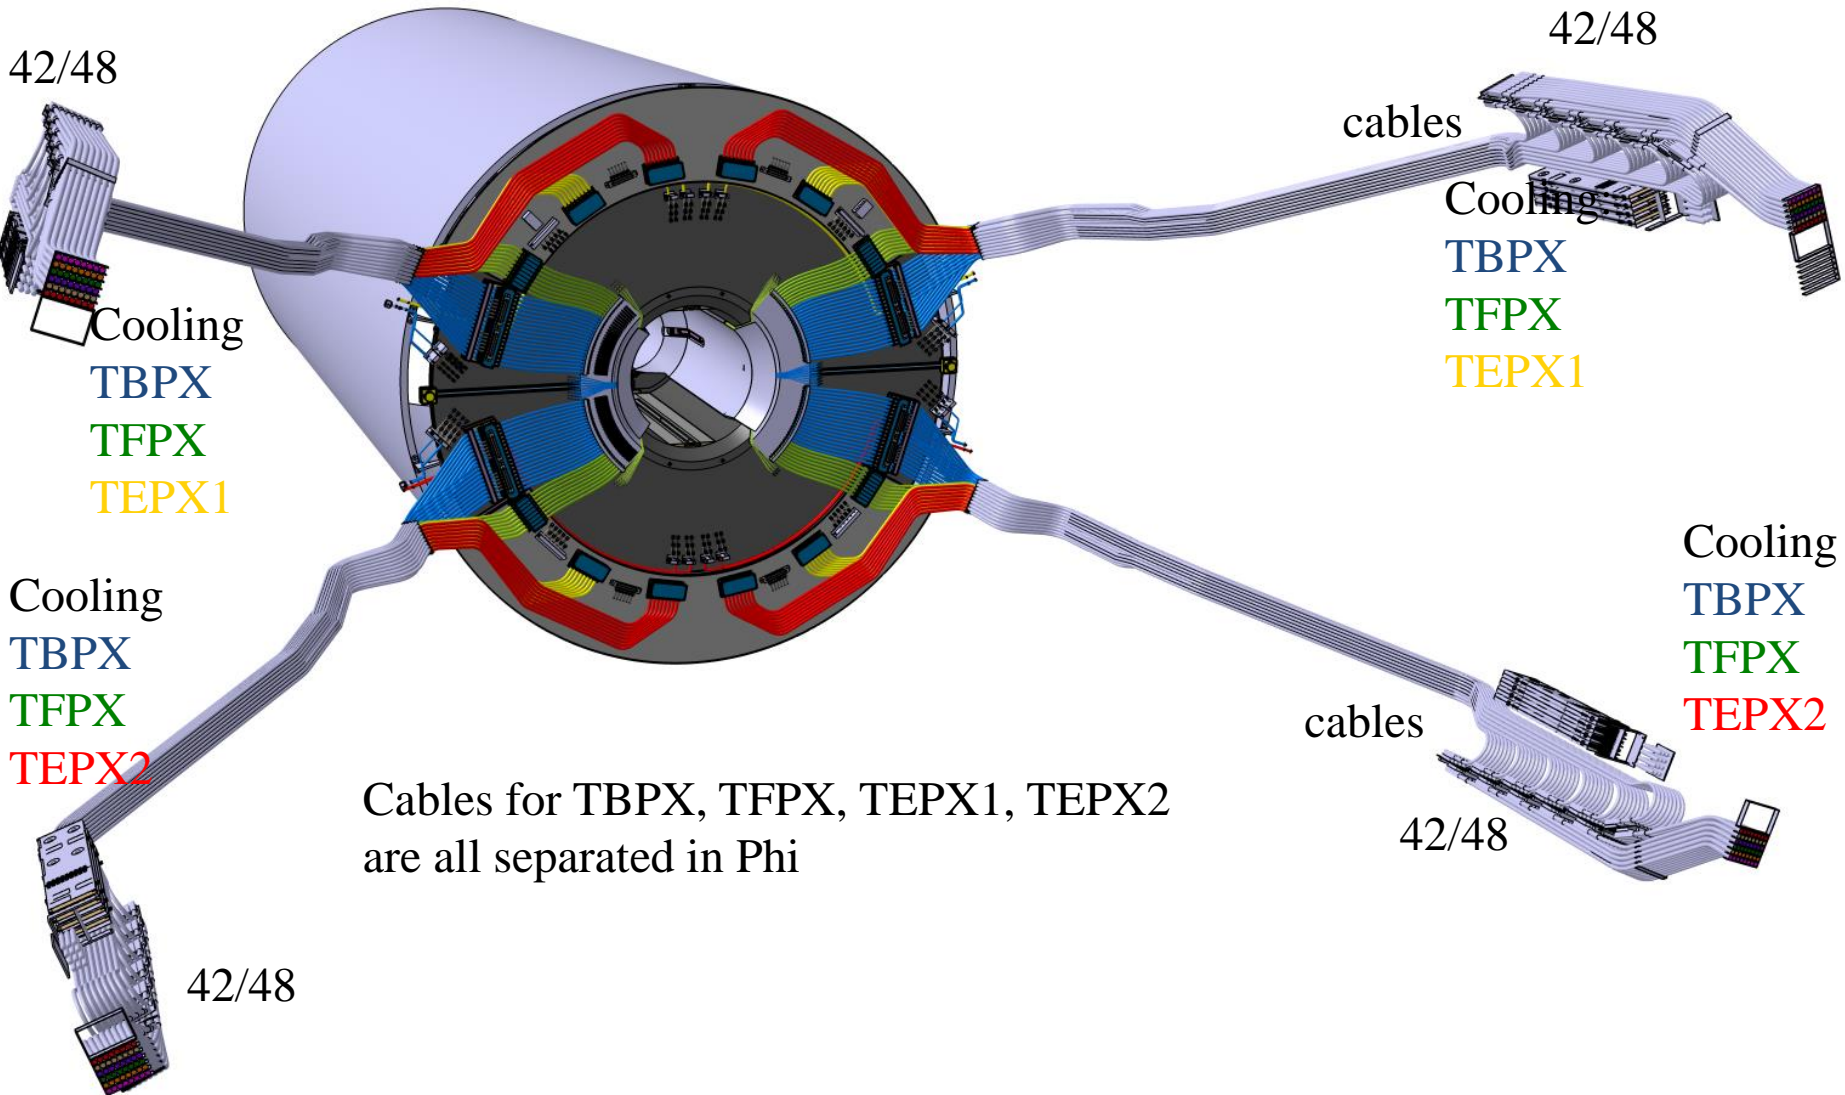 42/48
42/48
cables
Cooling
TBPX
TFPX
TEPX1
Cooling
TBPX
TFPX
TEPX1
Cooling
TBPX
TFPX
TEPX2
Cooling
TBPX
TFPX
TEPX2
cables
42/48
Cables for TBPX, TFPX, TEPX1, TEPX2
are all separated in Phi
42/48